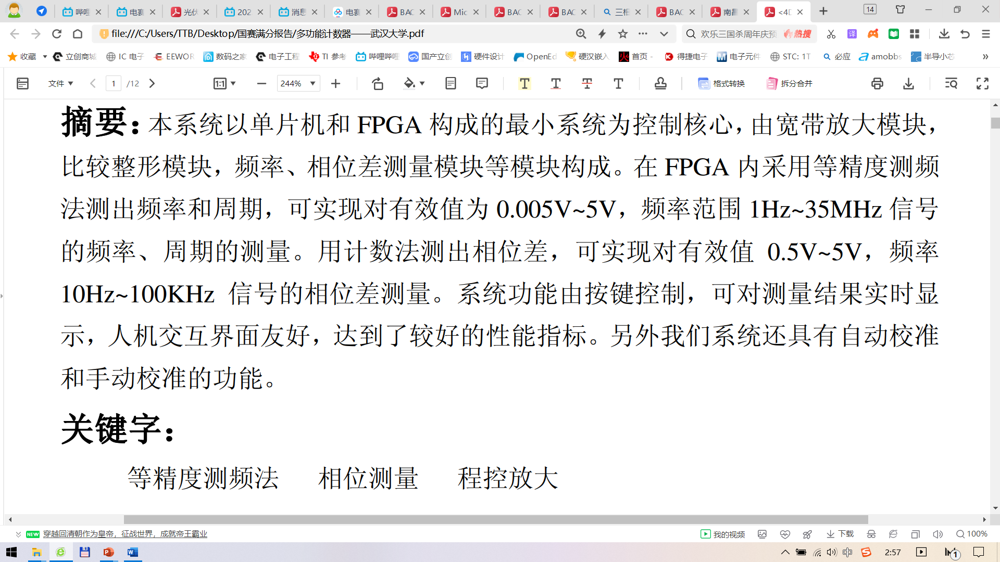 哔哩
电赛
光伏
202
消息
电赛
BAC
Mic
BAC
BAC
三相
BAC
南昌
<4D
14
file:///C:/Users/TTB/Desktop/国赛满分报告/多功能计数器——武汉大学.pdf
欢乐三国杀周年庆预
热搜
译
收藏
立创商城
IC 电子
EEWOR
数码之家
电子工程
TI 参考
哔哩哔哩
国产立创
硬件设计
OpenEd
硬汉嵌入
首页 -
得捷电子
电子元件
STC: 1T
必应
amobbs
半导小芯
文件
1
/12
1:1
244%
格式转换
拆分合并
摘要：本系统以单片机和 FPGA 构成的最小系统为控制核心，由宽带放大模块，
比较整形模块，频率、相位差测量模块等模块构成。在 FPGA 内采用等精度测频
法测出频率和周期，可实现对有效值为 0.005V~5V，频率范围 1Hz~35MHz 信号
的频率、周期的测量。用计数法测出相位差，可实现对有效值 0.5V~5V，频率
10Hz~100KHz 信号的相位差测量。系统功能由按键控制，可对测量结果实时显
示，人机交互界面友好，达到了较好的性能指标。另外我们系统还具有自动校准
和手动校准的功能。
关键字：
等精度测频法 相位测量 程控放大
NEW 穿越回清朝作为皇帝，征战世界，成就帝王霸业
我的视频
下载
100%
中
2:57
1